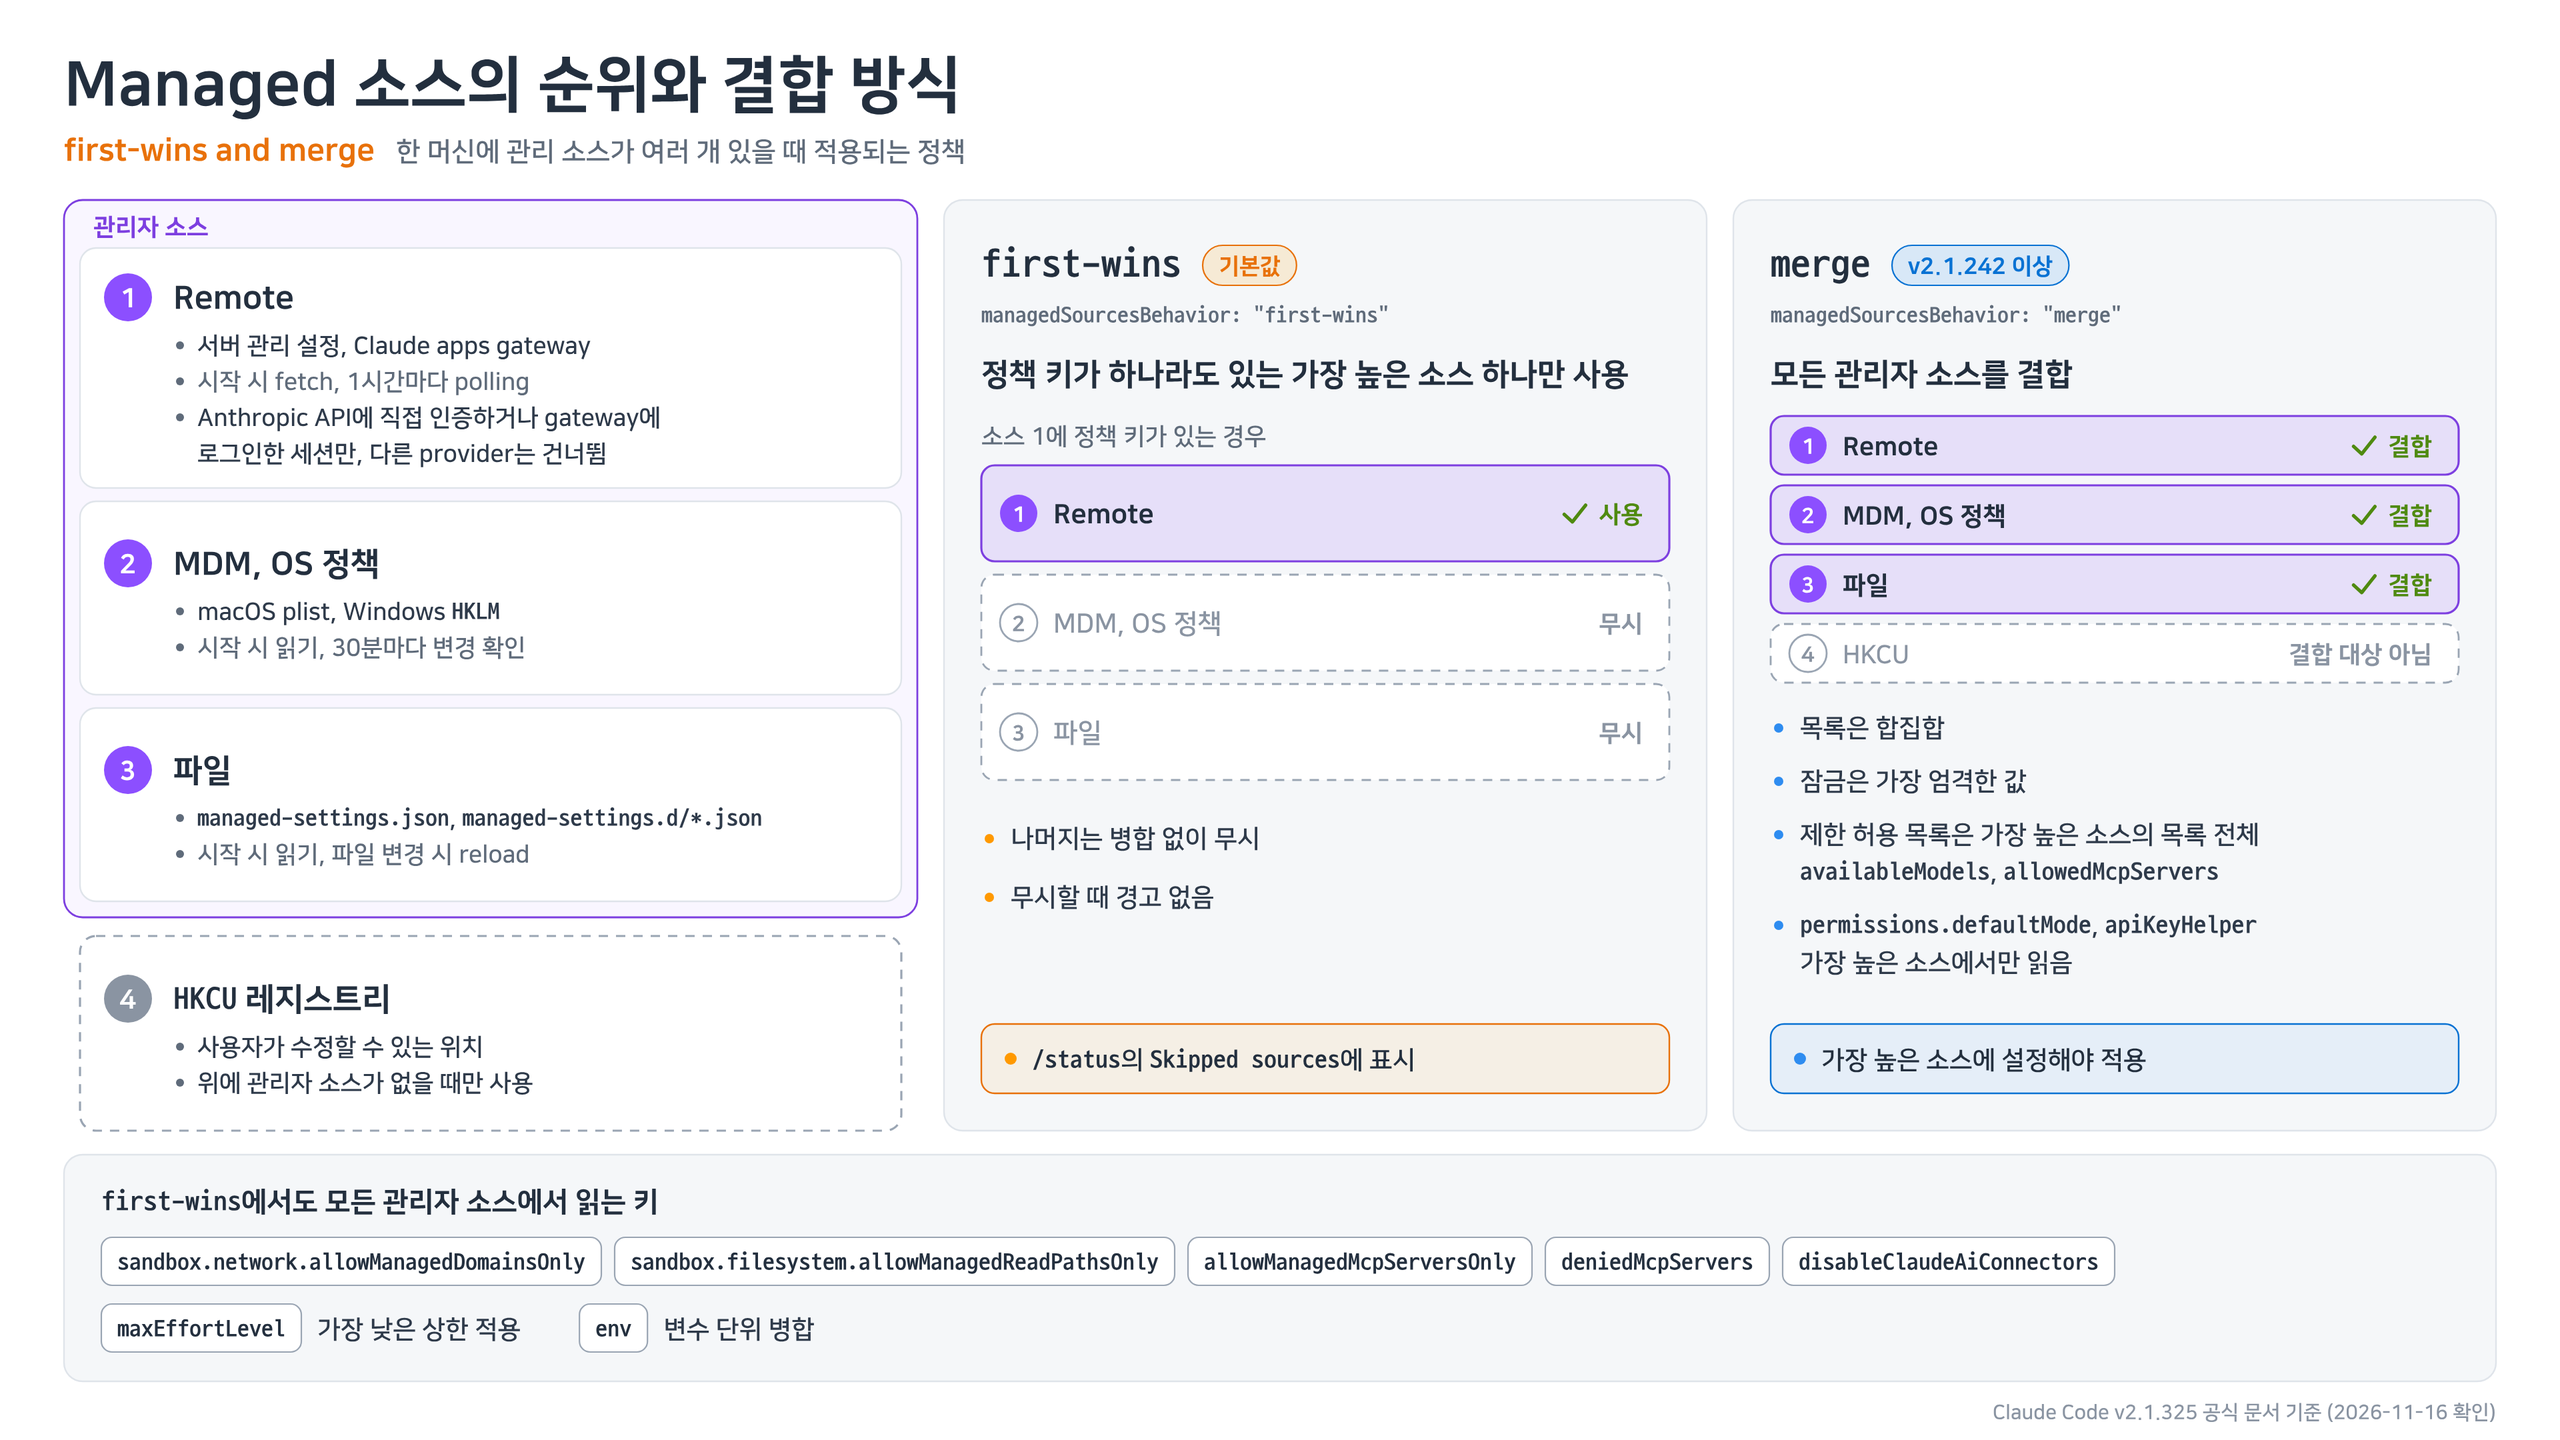 Managed 소스의 순위와 결합 방식
first-wins and merge 한 머신에 관리 소스가 여러 개 있을 때 적용되는 정책
관리자 소스
1 Remote
• 서버 관리 설정, Claude apps gateway
• 시작 시 fetch, 1시간마다 polling
• Anthropic API에 직접 인증하거나 gateway에
로그인한 세션만, 다른 provider는 건너뜀
2 MDM, OS 정책
• macOS plist, Windows HKLM
• 시작 시 읽기, 30분마다 변경 확인
3 파일
• managed-settings.json, managed-settings.d/*.json
• 시작 시 읽기, 파일 변경 시 reload
4 HKCU 레지스트리
• 사용자가 수정할 수 있는 위치
• 위에 관리자 소스가 없을 때만 사용
first-wins 기본값
managedSourcesBehavior: "first-wins"
정책 키가 하나라도 있는 가장 높은 소스 하나만 사용
소스 1에 정책 키가 있는 경우
1 Remote ✓ 사용
2 MDM, OS 정책 무시
3 파일 무시
• 나머지는 병합 없이 무시
• 무시할 때 경고 없음
• /status의 Skipped sources에 표시
merge v2.1.242 이상
managedSourcesBehavior: "merge"
모든 관리자 소스를 결합
1 Remote ✓ 결합
2 MDM, OS 정책 ✓ 결합
3 파일 ✓ 결합
4 HKCU 결합 대상 아님
• 목록은 합집합
• 잠금은 가장 엄격한 값
• 제한 허용 목록은 가장 높은 소스의 목록 전체
availableModels, allowedMcpServers
• permissions.defaultMode, apiKeyHelper
가장 높은 소스에서만 읽음
• 가장 높은 소스에 설정해야 적용
first-wins에서도 모든 관리자 소스에서 읽는 키
sandbox.network.allowManagedDomainsOnly sandbox.filesystem.allowManagedReadPathsOnly allowManagedMcpServersOnly deniedMcpServers disableClaudeAiConnectors
maxEffortLevel 가장 낮은 상한 적용 env 변수 단위 병합
Claude Code v2.1.325 공식 문서 기준 (2026-11-16 확인)